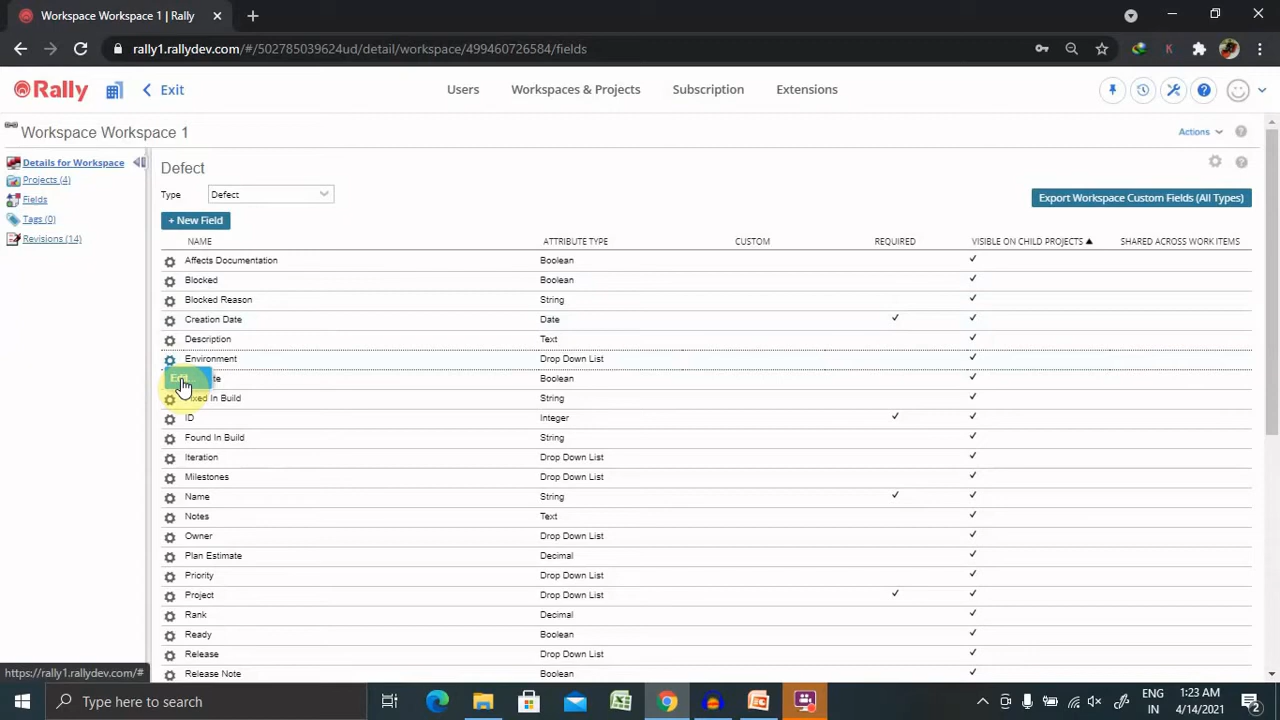 Workspace Workspace 1 | Rally
rally1.rallydev.com/#/502785039624ud/detail/workspace/499460726584/fields
Rally
Exit
Users
Workspaces & Projects
Subscription
Extensions
Workspace Workspace 1
Actions
Details for Workspace
Projects (4)
Fields
Tags (0)
Revisions (14)
Defect
Type
Defect
Export Workspace Custom Fields (All Types)
+ New Field
NAME ATTRIBUTE TYPE CUSTOM REQUIRED VISIBLE ON CHILD PROJECTS SHARED ACROSS WORK ITEMS
Affects Documentation Boolean ✓
Blocked Boolean ✓
Blocked Reason String ✓
Creation Date Date ✓ ✓
Description Text ✓
Environment Drop Down List ✓
Boolean ✓
Fixed In Build String ✓
ID Integer ✓ ✓
Found In Build String ✓
Iteration Drop Down List ✓
Milestones Drop Down List ✓
Name String ✓ ✓
Notes Text ✓
Owner Drop Down List ✓
Plan Estimate Decimal ✓
Priority Drop Down List ✓
Project Drop Down List ✓ ✓
Rank Decimal ✓
Ready Boolean ✓
Release Drop Down List ✓
Release Note Boolean ✓
https://rally1.rallydev.com/#
Type here to search
ENG
IN
1:23 AM
4/14/2021
2